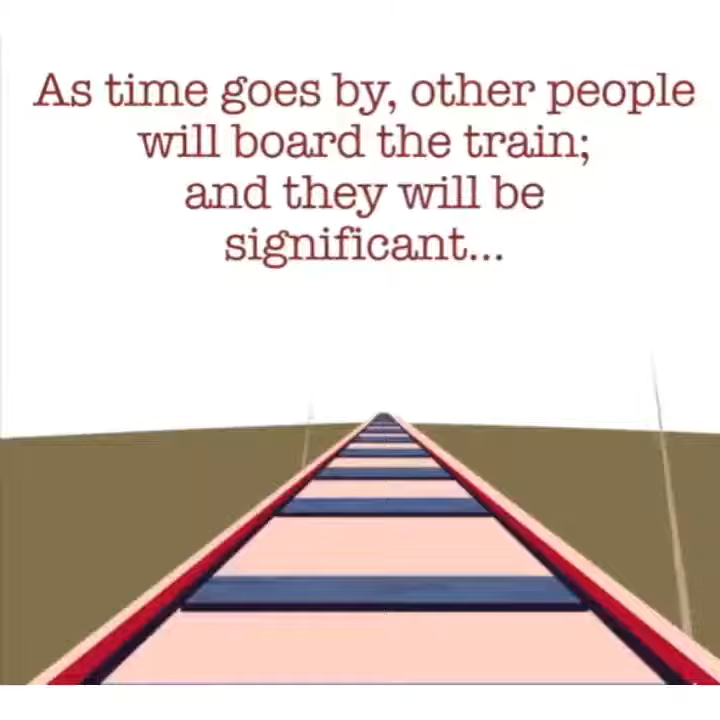 As time goes by, other people
will board the train;
and they will be
significant...